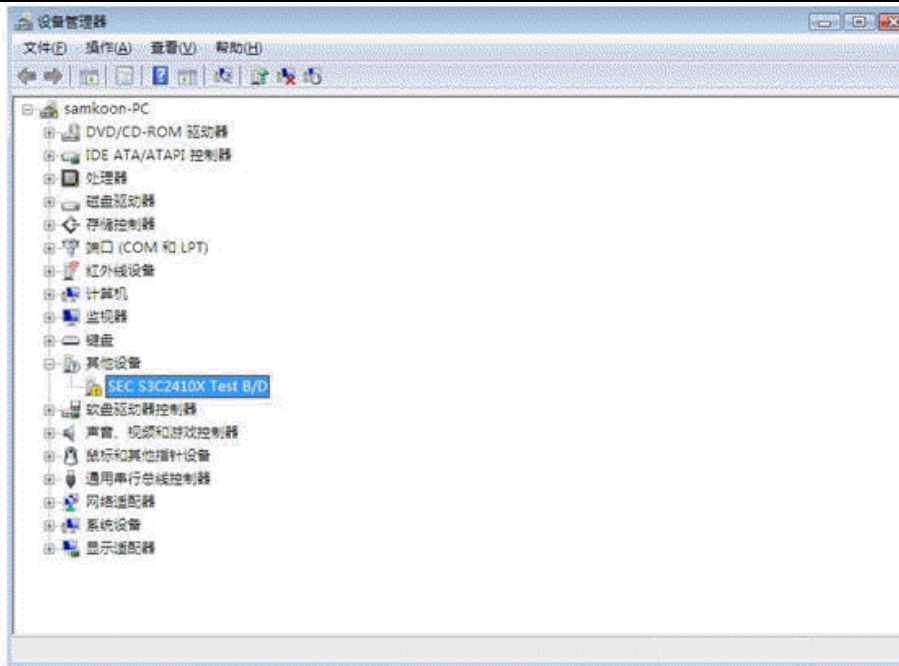 设备管理器
文件(F) 操作(A) 查看(V) 帮助(H)
samkoon-PC
DVD/CD-ROM 驱动器
IDE ATA/ATAPI 控制器
处理器
磁盘驱动器
存储控制器
端口 (COM 和 LPT)
红外线设备
计算机
监视器
键盘
其他设备
SEC S3C2410X Test B/D
软盘驱动器控制器
声音、视频和游戏控制器
鼠标和其他指针设备
通用串行总线控制器
网络适配器
系统设备
显示适配器